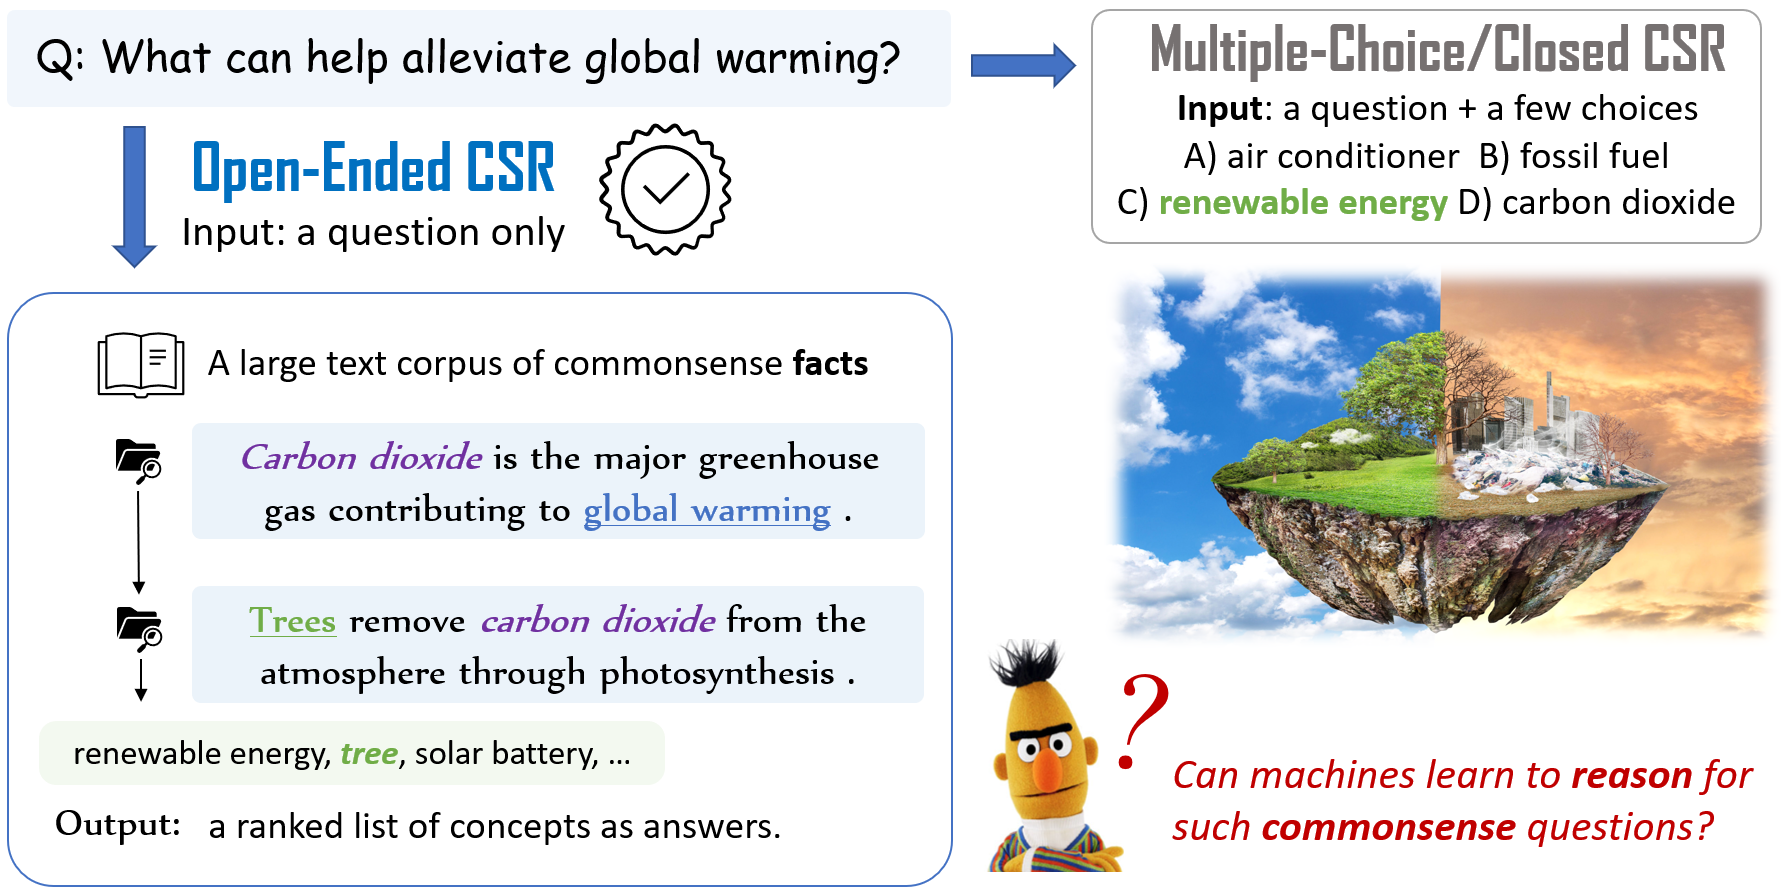 Q: What can help alleviate global warming?
Open-Ended CSR
Input: a question only
A large text corpus of commonsense facts
Carbon dioxide is the major greenhouse
gas contributing to global warming .
Trees remove carbon dioxide from the
atmosphere through photosynthesis .
renewable energy, tree, solar battery, ...
Output: a ranked list of concepts as answers.
Multiple-Choice/Closed CSR
Input: a question + a few choices
A) air conditioner B) fossil fuel
C) renewable energy D) carbon dioxide
?
Can machines learn to reason for
such commonsense questions?